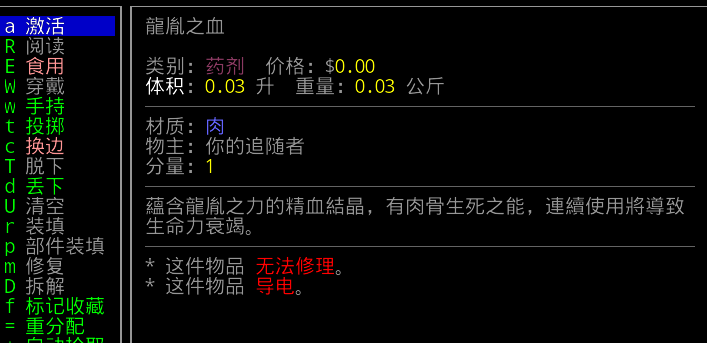 a 激活
R 阅读
E 食用
W 穿戴
w 手持
t 投掷
c 换边
T 脱下
d 丢下
U 清空
r 装填
p 部件装填
m 修复
D 拆解
f 标记收藏
= 重分配
龍胤之血
类别: 药剂 价格: $0.00
体积: 0.03 升 重量: 0.03 公斤
材质: 肉
物主: 你的追随者
分量: 1
蘊含龍胤之力的精血結晶，有肉骨生死之能，連續使用將導致
生命力衰竭。
* 这件物品 无法修理。
* 这件物品 导电。